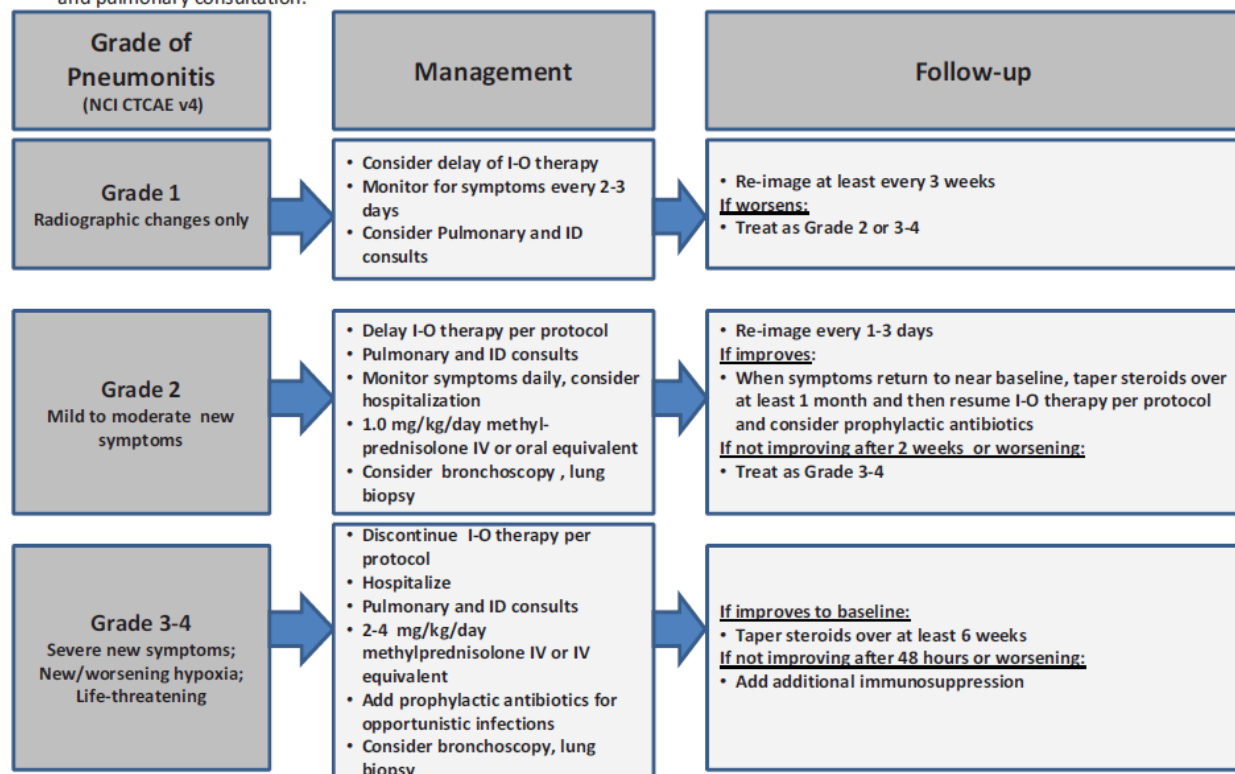 and pulmonary consultation.
Grade of
Pneumonitis
(NCI CTCAE v4)
Management
Follow-up
Grade 1
Radiographic changes only
• Consider delay of I-O therapy
• Monitor for symptoms every 2-3
days
• Consider Pulmonary and ID
consults
• Re-image at least every 3 weeks
If worsens:
• Treat as Grade 2 or 3-4
Grade 2
Mild to moderate new
symptoms
• Delay I-O therapy per protocol
• Pulmonary and ID consults
• Monitor symptoms daily, consider
hospitalization
• 1.0 mg/kg/day methyl-
prednisolone IV or oral equivalent
• Consider bronchoscopy , lung
biopsy
• Re-image every 1-3 days
If improves:
• When symptoms return to near baseline, taper steroids over
at least 1 month and then resume I-O therapy per protocol
and consider prophylactic antibiotics
If not improving after 2 weeks or worsening:
• Treat as Grade 3-4
Grade 3-4
Severe new symptoms;
New/worsening hypoxia;
Life-threatening
• Discontinue I-O therapy per
protocol
• Hospitalize
• Pulmonary and ID consults
• 2-4 mg/kg/day
methylprednisolone IV or IV
equivalent
• Add prophylactic antibiotics for
opportunistic infections
• Consider bronchoscopy, lung
biopsy
If improves to baseline:
• Taper steroids over at least 6 weeks
If not improving after 48 hours or worsening:
• Add additional immunosuppression